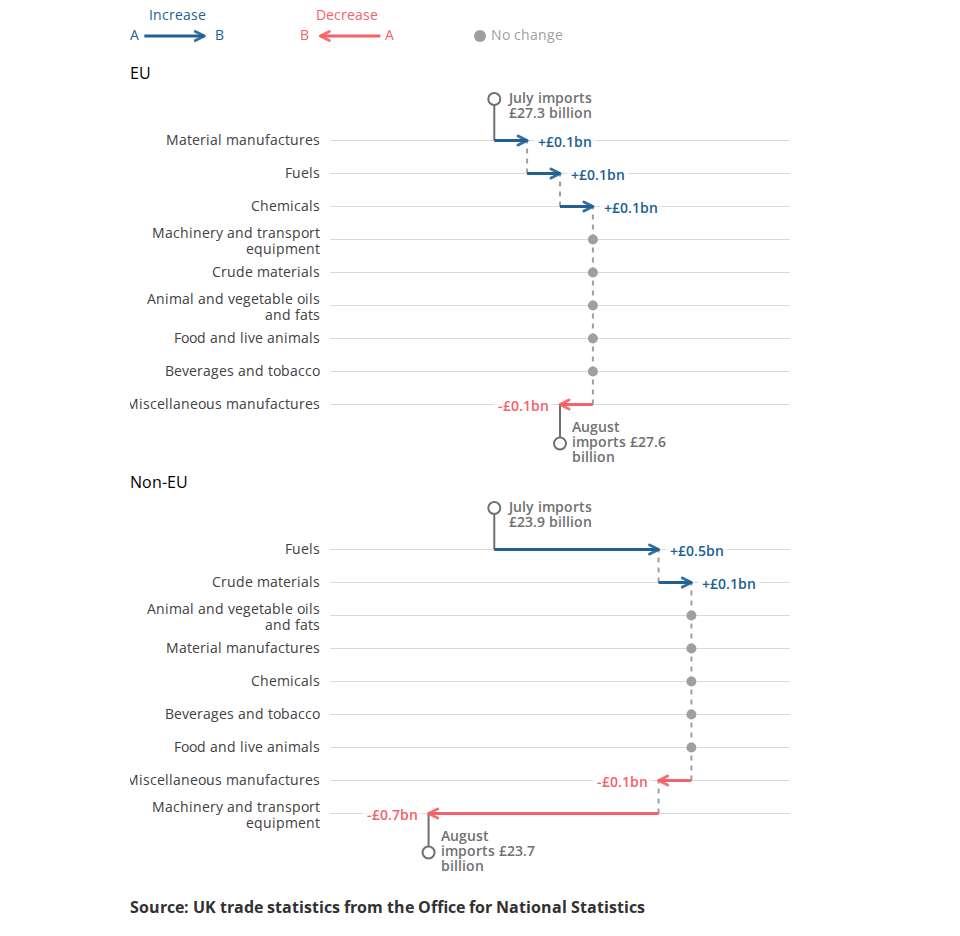 Increase
Decrease
A B
B A
No change
EU
July imports
£27.3 billion
Material manufactures
+£0.1bn
Fuels
+£0.1bn
Chemicals
+£0.1bn
Machinery and transport
equipment
Crude materials
Animal and vegetable oils
and fats
Food and live animals
Beverages and tobacco
Miscellaneous manufactures
-£0.1bn
August
imports £27.6
billion
Non-EU
July imports
£23.9 billion
Fuels
+£0.5bn
Crude materials
+£0.1bn
Animal and vegetable oils
and fats
Material manufactures
Chemicals
Beverages and tobacco
Food and live animals
Miscellaneous manufactures
-£0.1bn
Machinery and transport
equipment
-£0.7bn
August
imports £23.7
billion
Source: UK trade statistics from the Office for National Statistics